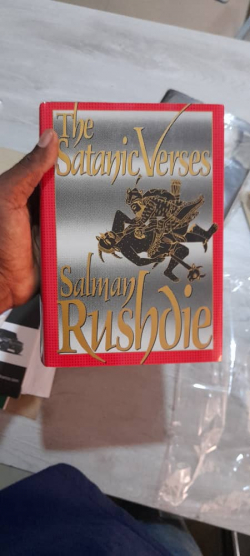 The
Satanic Verses
Salman
Rushdie